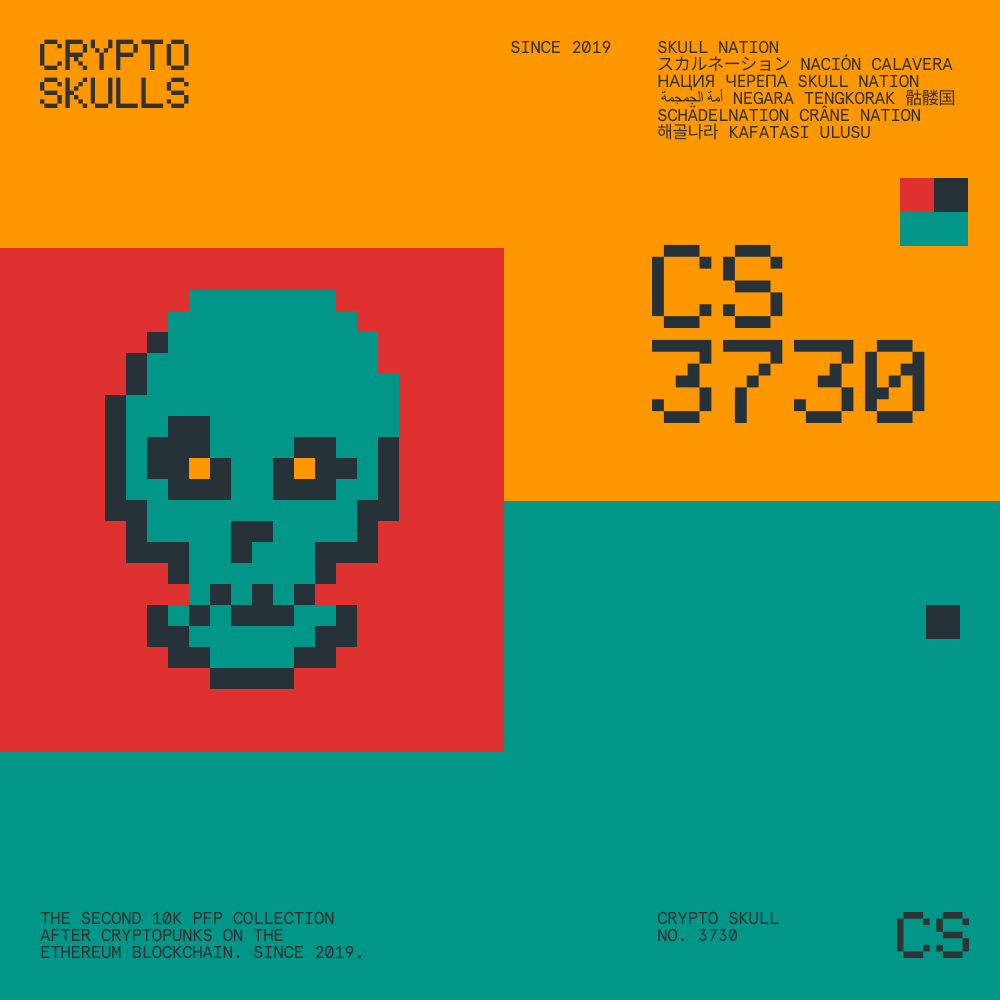 CRYPTO
SKULLS
SINCE 2019
SKULL NATION
スカルネーション NACIÓN CALAVERA
НАЦИЯ ЧЕРЕПА SKULL NATION
أمة الجمجمة NEGARA TENGKORAK 骷髅国
SCHÄDELNATION CRÂNE NATION
해골나라 KAFATASI ULUSU
CS
3730
THE SECOND 10K PFP COLLECTION
AFTER CRYPTOPUNKS ON THE
ETHEREUM BLOCKCHAIN. SINCE 2019.
CRYPTO SKULL
NO. 3730
CS